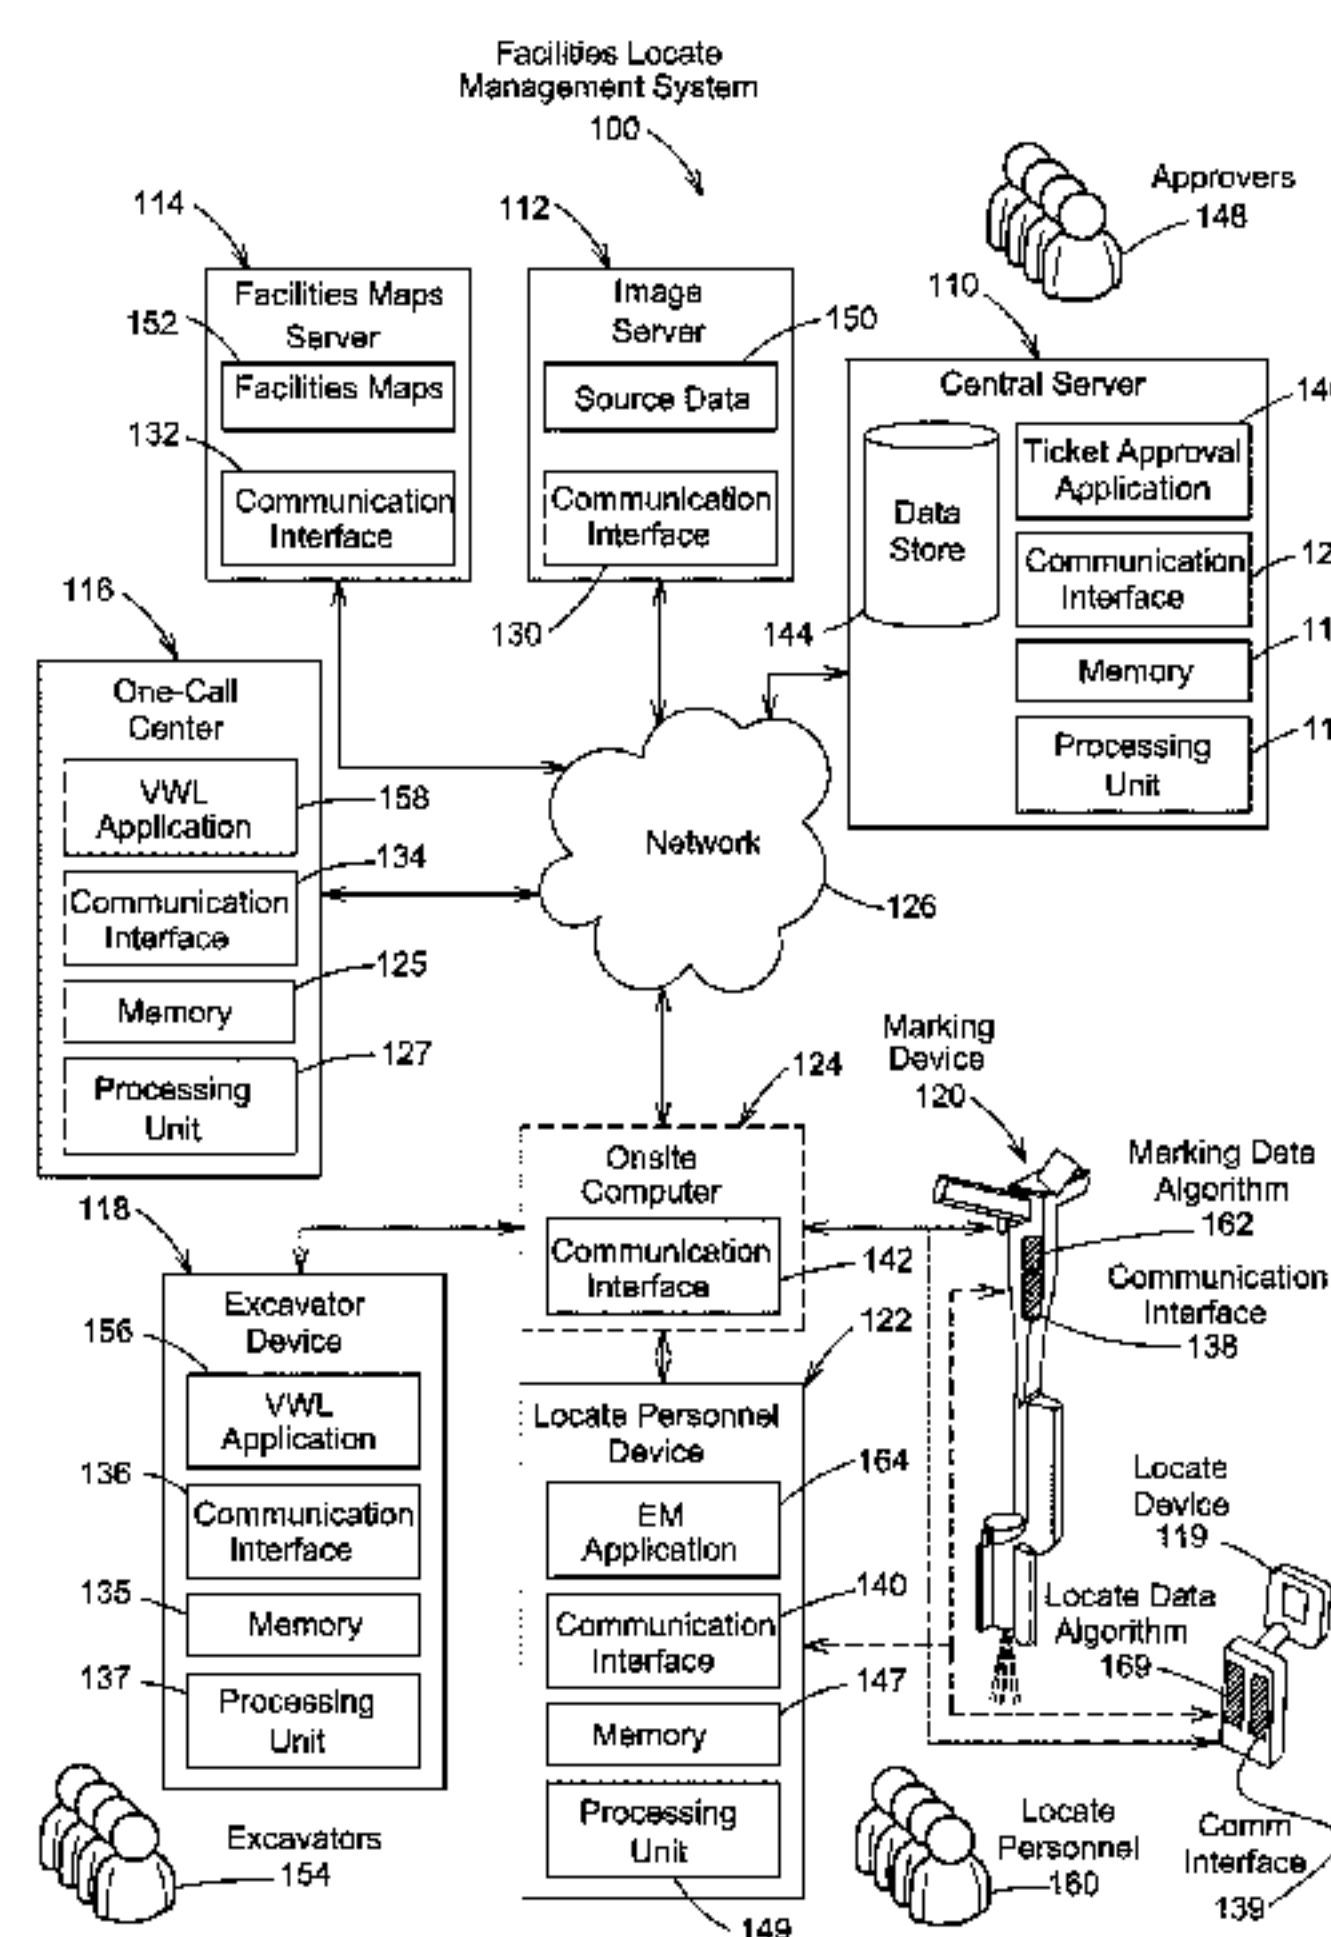 Facilities Locate
Management System
100
Approvers
148
114
112
110
Facilities Maps
Server
152
Facilities Maps
132
Communication
Interface
Image
Server
150
Source Data
Communication
Interface
130
Central Server
Data
Store
144
Ticket Approval
Application
Communication
Interface
Memory
Processing
Unit
116
One-Call
Center
VWL
Application
158
134
Communication
Interface
125
Memory
127
Processing
Unit
Network
126
124
Onsite
Computer
Communication
Interface
142
Marking
Device
120
Marking Data
Algorithm
162
Communication
Interface
138
118
Excavator
Device
156
VWL
Application
136
Communication
Interface
135
Memory
137
Processing
Unit
122
Locate Personnel
Device
164
EM
Application
140
Communication
Interface
147
Memory
Processing
Unit
149
Locate
Device
119
Locate Data
Algorithm
169
Comm
Interface
139
Excavators
154
Locate
Personnel
160